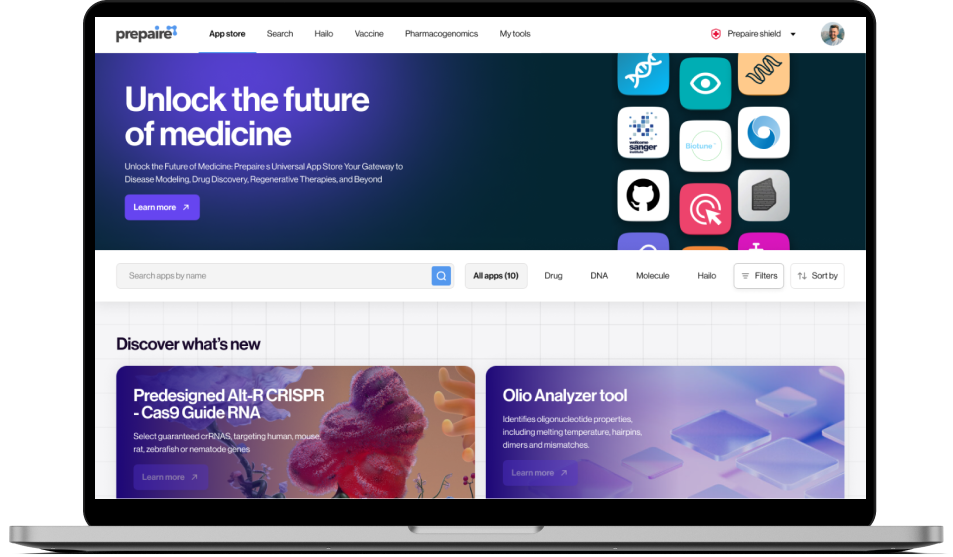 prepaire
App store Search Hailo Vaccine Pharmacogenomics My tools Prepaire shield
Unlock the future
of medicine
Unlock the Future of Medicine: Prepaire s Universal App Store Your Gateway to
Disease Modeling, Drug Discovery, Regenerative Therapies, and Beyond
Learn more
wellcome
sanger
institute
Biotune
Search apps by name All apps (10) Drug DNA Molecule Hailo Filters Sort by
Discover what's new
Predesigned Alt-R CRISPR
- Cas9 Guide RNA
Select guaranteed crRNAS, targeting human, mouse,
rat, zebrafish or nematode genes
Learn more
Olio Analyzer tool
Identifies oligonucleotide properties,
including melting temperature, hairpins,
dimers and mismatches.
Learn more